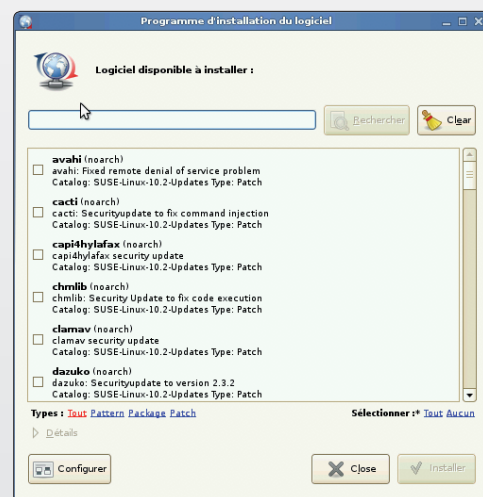 Programme d'installation du logiciel
Logiciel disponible à installer :
Rechercher
Clear
avahi (noarch)
avahi: Fixed remote denial of service problem
Catalog: SUSE-Linux-10.2-Updates Type: Patch
cacti (noarch)
cacti: Securityupdate to fix command injection
Catalog: SUSE-Linux-10.2-Updates Type: Patch
capi4hylafax (noarch)
capi4hylafax security update
Catalog: SUSE-Linux-10.2-Updates Type: Patch
chmlib (noarch)
chmlib: Security Update to fix code execution
Catalog: SUSE-Linux-10.2-Updates Type: Patch
clamav (noarch)
clamav security update
Catalog: SUSE-Linux-10.2-Updates Type: Patch
dazuko (noarch)
dazuko: Securityupdate to version 2.3.2
Catalog: SUSE-Linux-10.2-Updates Type: Patch
Types : Tout Pattern Package Patch Sélectionner :* Tout Aucun
Détails
Configurer
Close
Installer